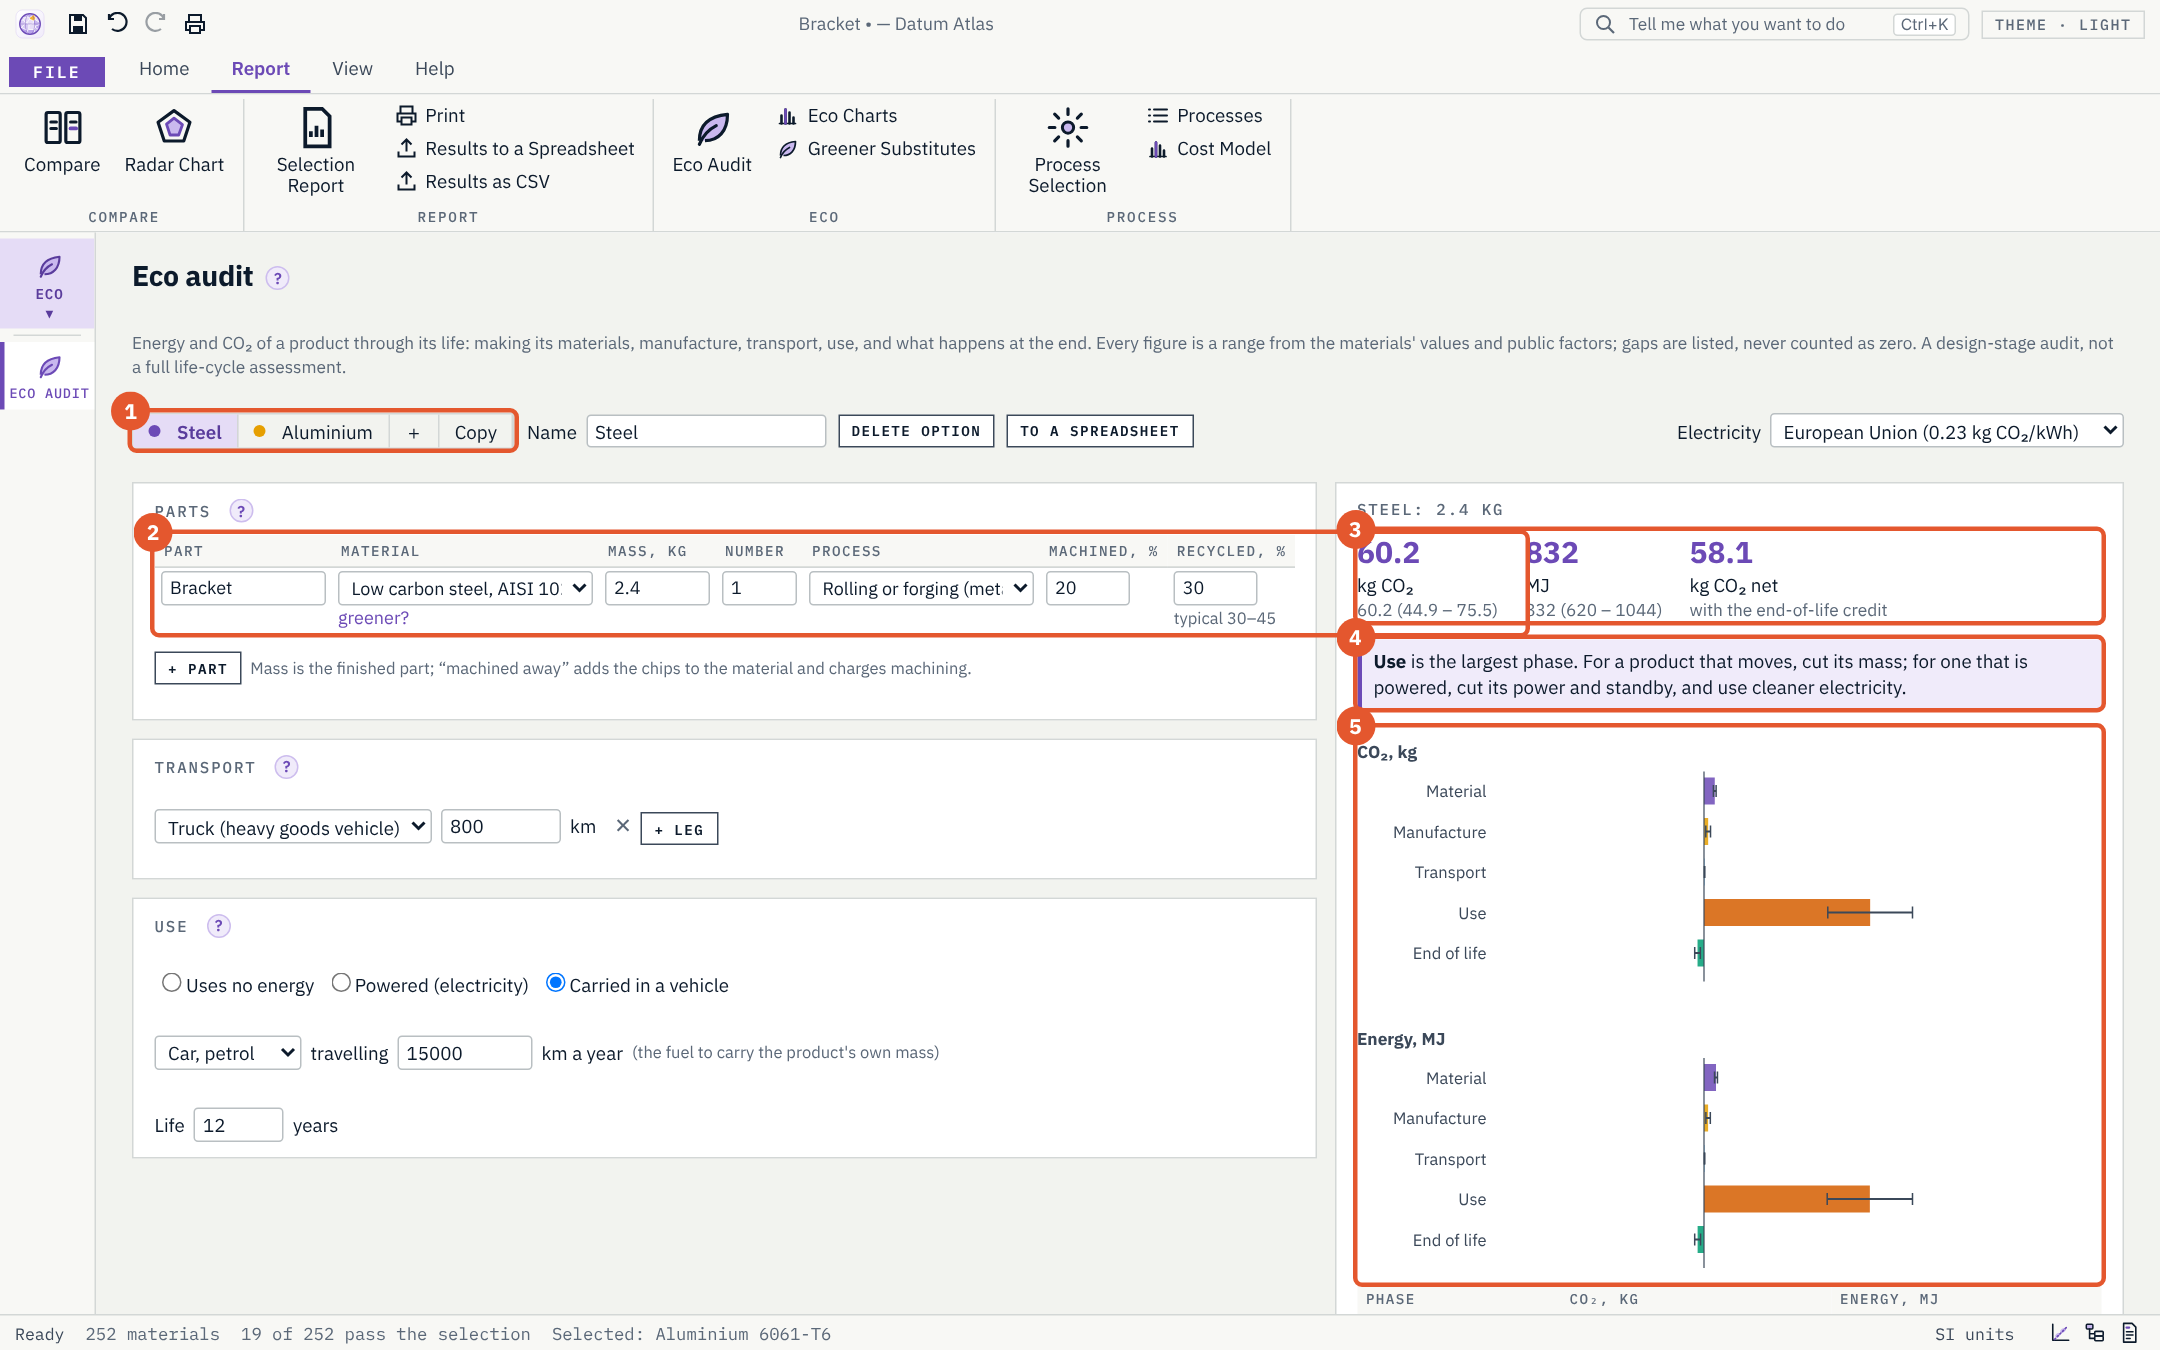 Bracket • — Datum Atlas
Tell me what you want to do
Ctrl+K
THEME · LIGHT
FILE
Home
Report
View
Help
Compare
Radar Chart
COMPARE
Selection
Report
Print
Results to a Spreadsheet
Results as CSV
REPORT
Eco Audit
Eco Charts
Greener Substitutes
ECO
Process
Selection
Processes
Cost Model
PROCESS
ECO
▼
ECO AUDIT
Eco audit ?
Energy and CO₂ of a product through its life: making its materials, manufacture, transport, use, and what happens at the end. Every figure is a range from the materials' values and public factors; gaps are listed, never counted as zero. A design-stage audit, not
a full life-cycle assessment.
1
Steel
Aluminium
+
Copy
Name
Steel
DELETE OPTION
TO A SPREADSHEET
Electricity
European Union (0.23 kg CO₂/kWh)
PARTS ?
2
PART MATERIAL MASS, KG NUMBER PROCESS MACHINED, % RECYCLED, %
Bracket Low carbon steel, AISI 10 2.4 1 Rolling or forging (met 20 30
greener? typical 30–45
+ PART Mass is the finished part; “machined away” adds the chips to the material and charges machining.
TRANSPORT ?
Truck (heavy goods vehicle) 800 km × + LEG
USE ?
Uses no energy Powered (electricity) Carried in a vehicle
Car, petrol travelling 15000 km a year (the fuel to carry the product's own mass)
Life 12 years
STEEL: 2.4 KG
3
60.2 832 58.1
kg CO₂ MJ kg CO₂ net
60.2 (44.9 – 75.5) 832 (620 – 1044) with the end-of-life credit
4
Use is the largest phase. For a product that moves, cut its mass; for one that is
powered, cut its power and standby, and use cleaner electricity.
5
CO₂, kg
Material
Manufacture
Transport
Use
End of life
Energy, MJ
Material
Manufacture
Transport
Use
End of life
PHASE CO₂, KG ENERGY, MJ
Ready 252 materials 19 of 252 pass the selection Selected: Aluminium 6061-T6
SI units